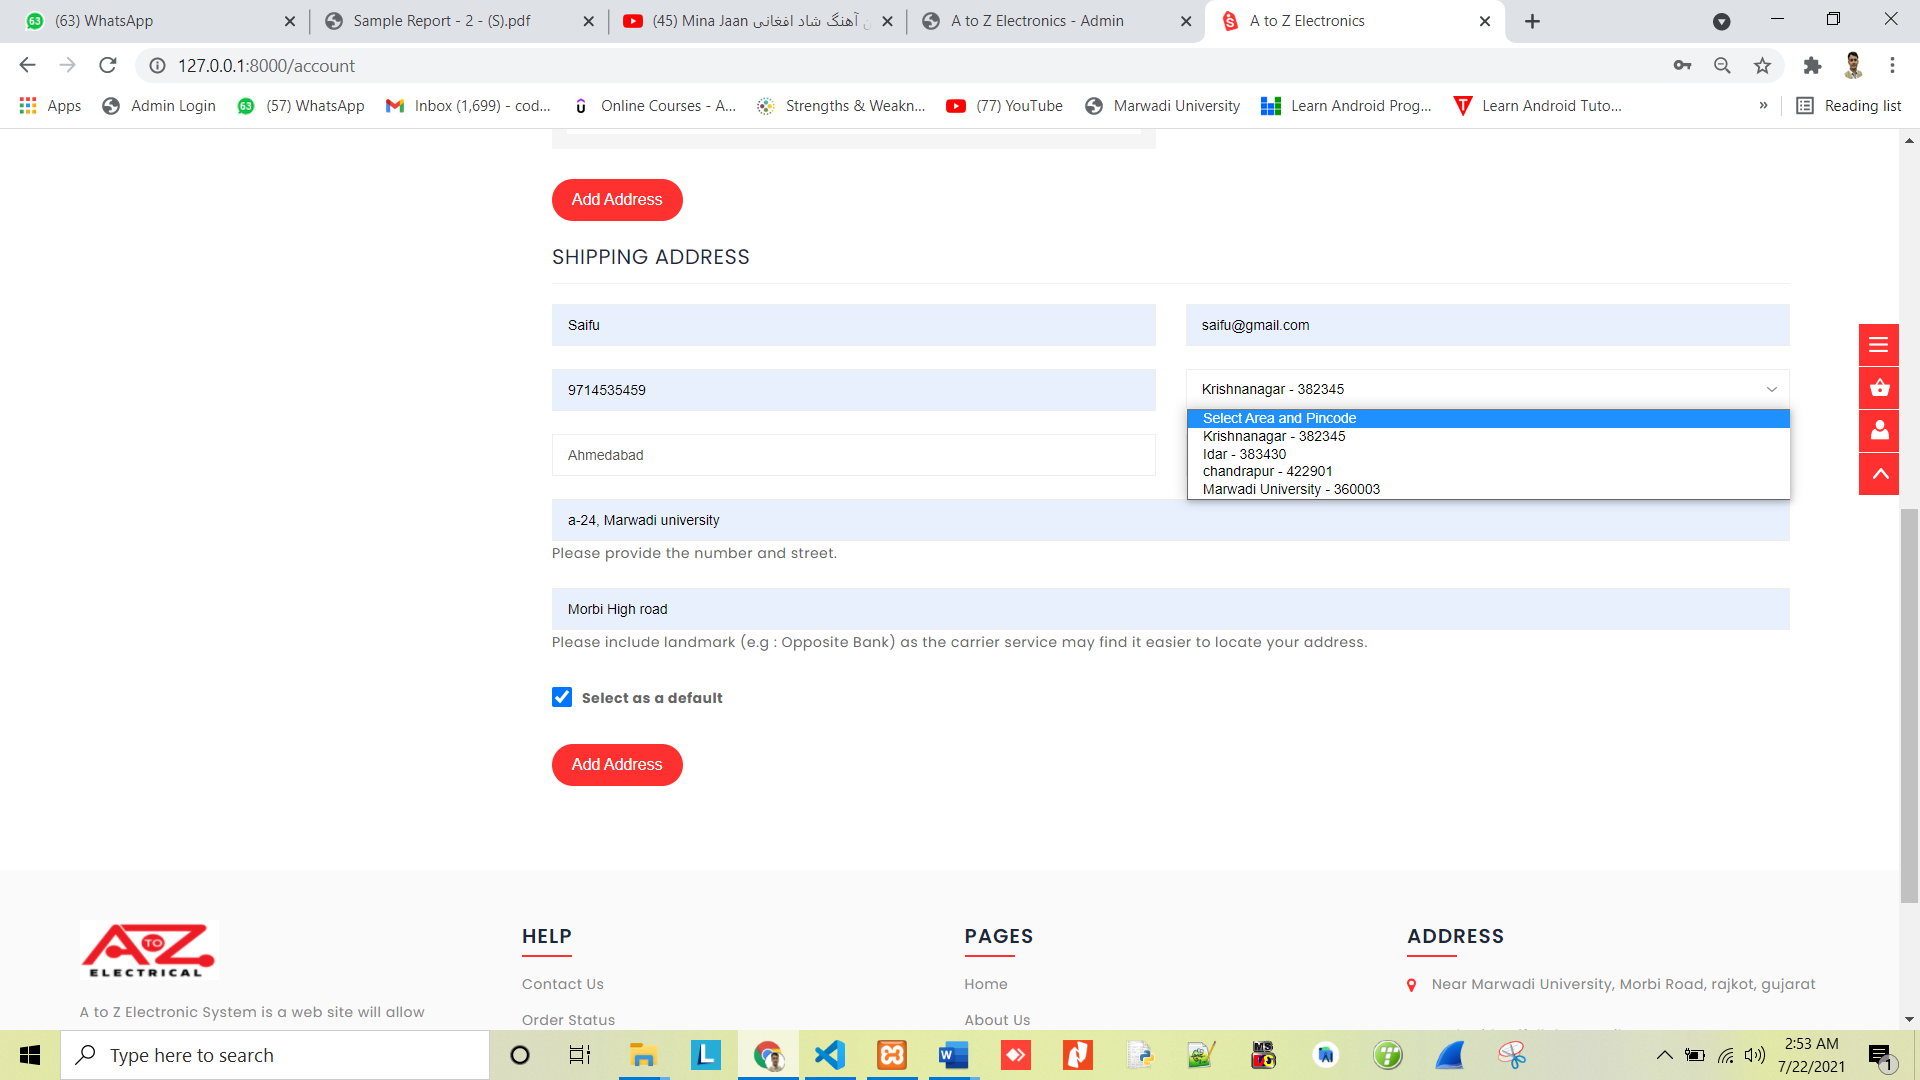 (63) WhatsApp
Sample Report - 2 - (S).pdf
(45) Mina Jaan آهنگ شاد افغانی
A to Z Electronics - Admin
A to Z Electronics
127.0.0.1:8000/account
Apps
Admin Login
63
(57) WhatsApp
Inbox (1,699) - cod...
Online Courses - A...
Strengths & Weakn...
(77) YouTube
Marwadi University
Learn Android Prog...
Learn Android Tuto...
»
Reading list
Add Address
SHIPPING ADDRESS
Saifu
saifu@gmail.com
9714535459
Krishnanagar - 382345
Select Area and Pincode
Krishnanagar - 382345
Idar - 383430
chandrapur - 422901
Marwadi University - 360003
Ahmedabad
a-24, Marwadi university
Please provide the number and street.
Morbi High road
Please include landmark (e.g : Opposite Bank) as the carrier service may find it easier to locate your address.
Select as a default
Add Address
A TO Z
ELECTRICAL
A to Z Electronic System is a web site will allow
HELP
Contact Us
Order Status
PAGES
Home
About Us
ADDRESS
Near Marwadi University, Morbi Road, rajkot, gujarat
Type here to search
2:53 AM
7/22/2021
1